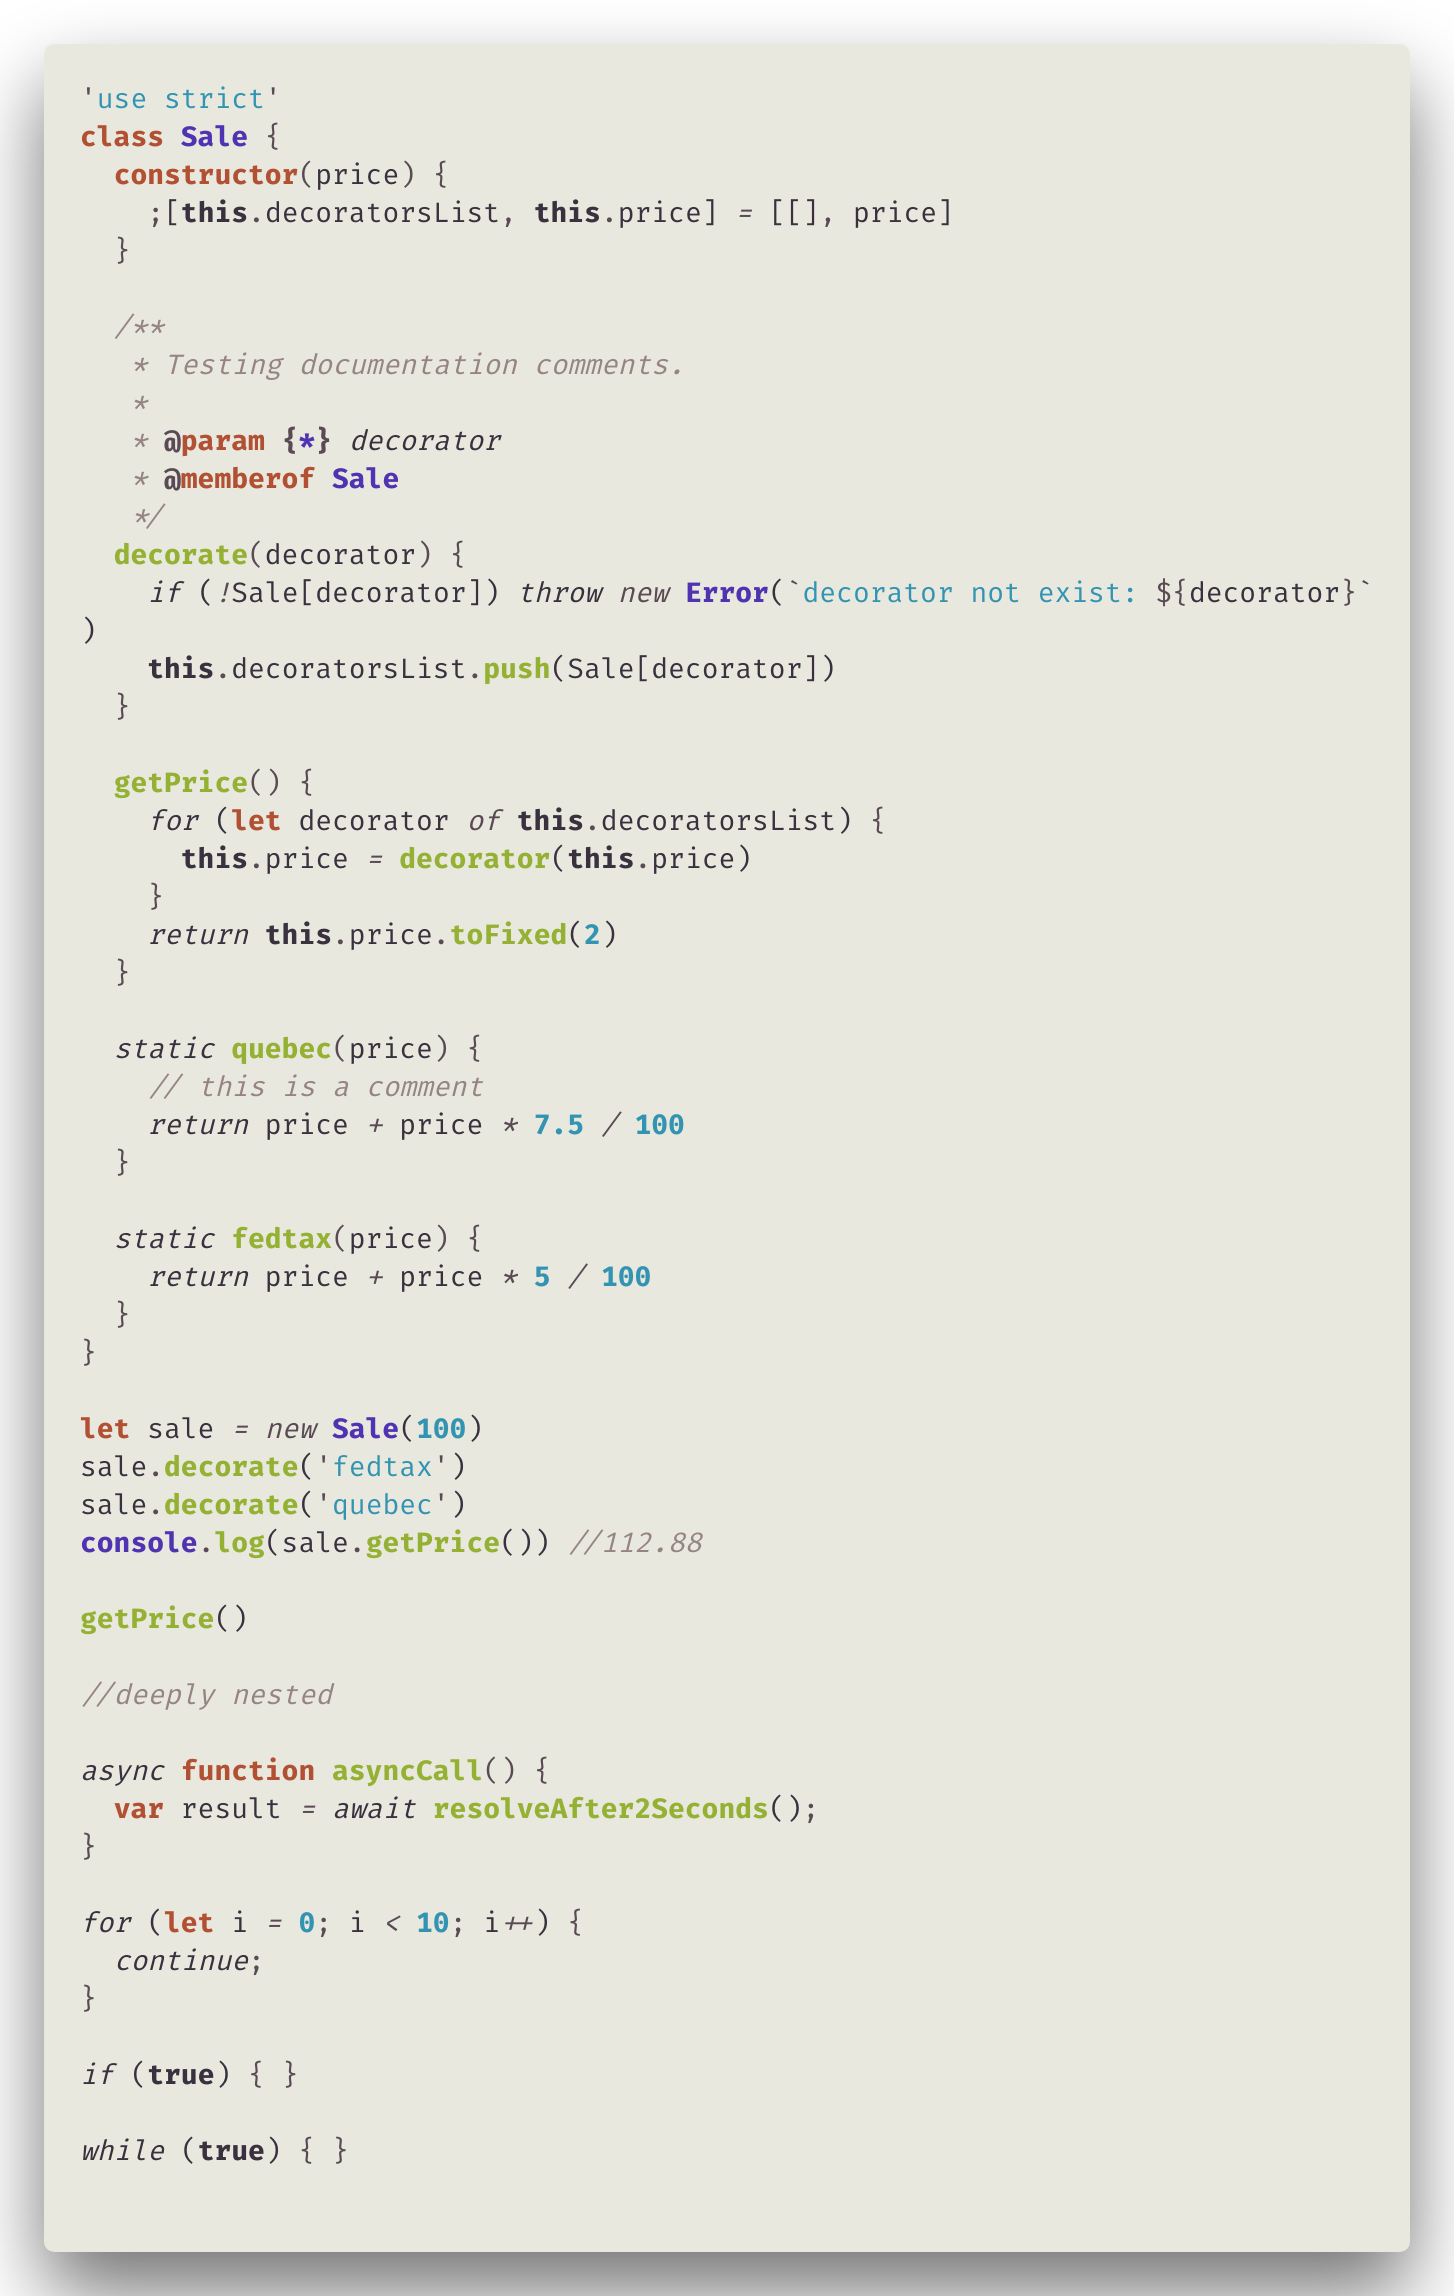 'use strict'
class Sale {
  constructor(price) {
    ;[this.decoratorsList, this.price] = [[], price]
  }

  /**
   * Testing documentation comments.
   *
   * @param {*} decorator
   * @memberof Sale
   */
  decorate(decorator) {
    if (!Sale[decorator]) throw new Error(`decorator not exist: ${decorator}`
)
    this.decoratorsList.push(Sale[decorator])
  }

  getPrice() {
    for (let decorator of this.decoratorsList) {
      this.price = decorator(this.price)
    }
    return this.price.toFixed(2)
  }

  static quebec(price) {
    // this is a comment
    return price + price * 7.5 / 100
  }

  static fedtax(price) {
    return price + price * 5 / 100
  }
}

let sale = new Sale(100)
sale.decorate('fedtax')
sale.decorate('quebec')
console.log(sale.getPrice()) //112.88

getPrice()

//deeply nested

async function asyncCall() {
  var result = await resolveAfter2Seconds();
}

for (let i = 0; i < 10; i++) {
  continue;
}

if (true) { }

while (true) { }